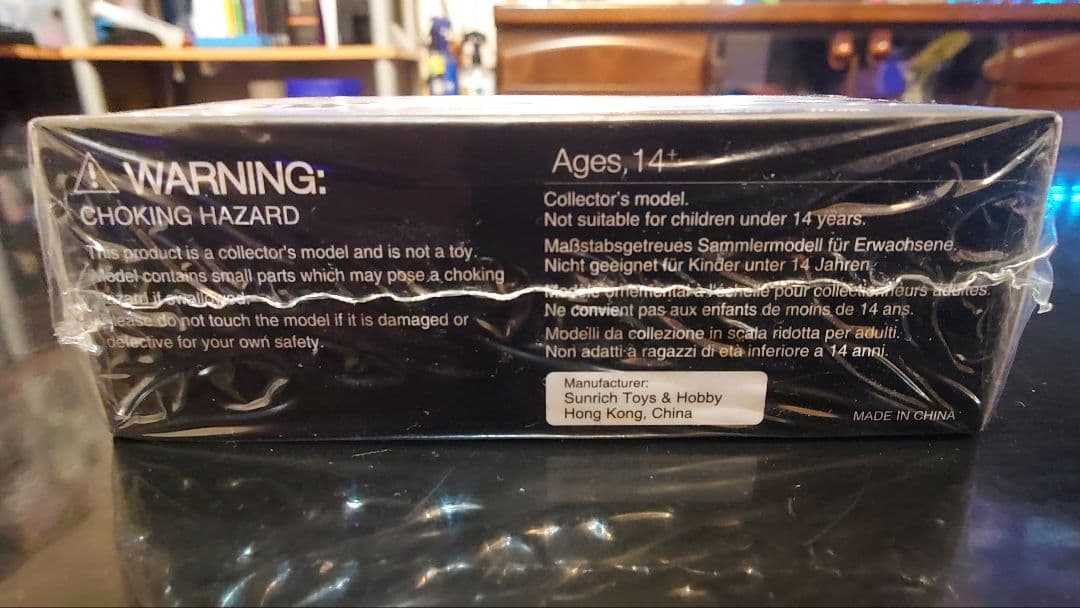 WARNING:
CHOKING HAZARD
This product is a collector's model and is not a toy.
Model contains small parts which may pose a choking
hazard if swallowed.
Please do not touch the model if it is damaged or
defective for your own safety.
Ages, 14+
Collector's model.
Not suitable for children under 14 years.
Maßstabsgetreues Sammlermodell für Erwachsene.
Nicht geeignet für Kinder unter 14 Jahren
Modèle ornemental à l'échelle pour collectionneurs adultes.
Ne convient pas aux enfants de moins de 14 ans.
Modelli da collezione in scala ridotta per adulti.
Non adatti a ragazzi di età inferiore a 14 anni.
Manufacturer:
Sunrich Toys & Hobby
Hong Kong, China
MADE IN CHINA